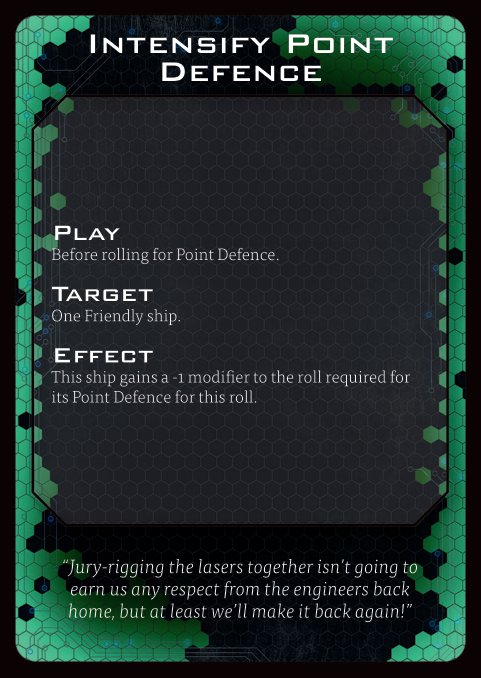 Intensify Point
Defence
Play
Before rolling for Point Defence.
Target
One Friendly ship.
Effect
This ship gains a -1 modifier to the roll required for
its Point Defence for this roll.
“Jury-rigging the lasers together isn't going to
earn us any respect from the engineers back
home, but at least we’ll make it back again!”